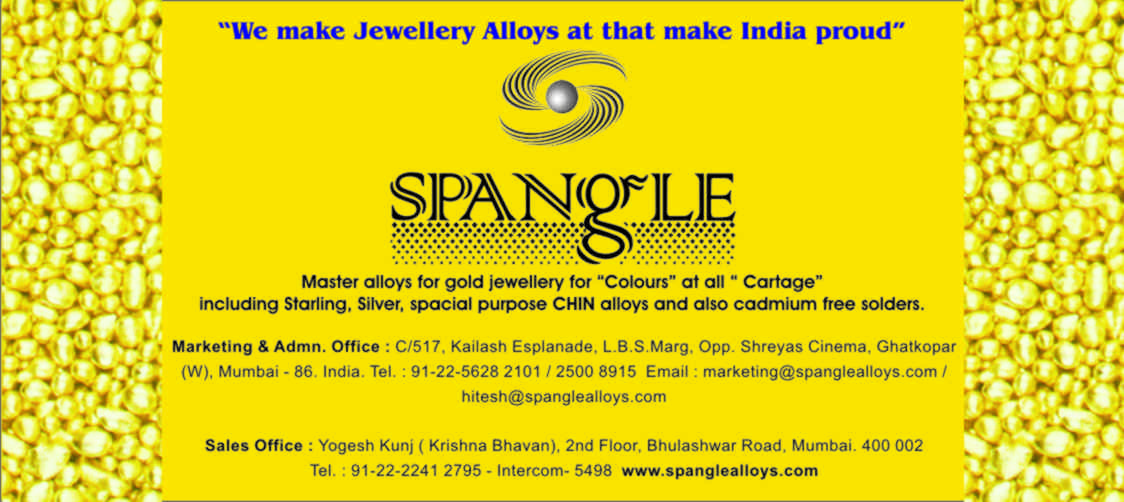 “We make Jewellery Alloys at that make India proud”
SPANgLE
Master alloys for gold jewellery for “Colours” at all “ Cartage”
including Starling, Silver, spacial purpose CHIN alloys and also cadmium free solders.
Marketing & Admn. Office : C/517, Kailash Esplanade, L.B.S.Marg, Opp. Shreyas Cinema, Ghatkopar
(W), Mumbai - 86. India. Tel. : 91-22-5628 2101 / 2500 8915 Email : marketing@spanglealloys.com /
hitesh@spanglealloys.com
Sales Office : Yogesh Kunj ( Krishna Bhavan), 2nd Floor, Bhulashwar Road, Mumbai. 400 002
Tel. : 91-22-2241 2795 - Intercom- 5498 www.spanglealloys.com